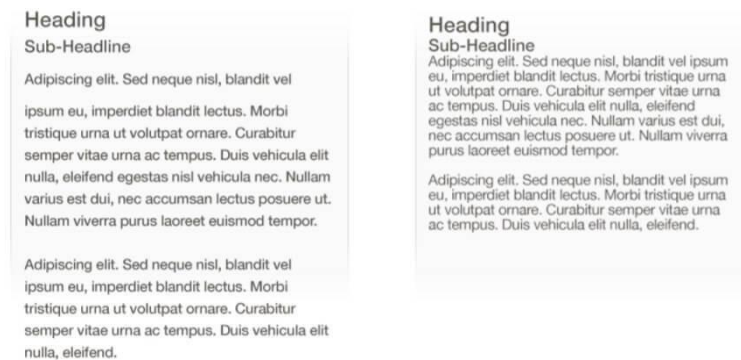 Heading
Sub-Headline
Adipiscing elit. Sed neque nisl, blandit vel
ipsum eu, imperdiet blandit lectus. Morbi
tristique urna ut volutpat ornare. Curabitur
semper vitae urna ac tempus. Duis vehicula elit
nulla, eleifend egestas nisl vehicula nec. Nullam
varius est dui, nec accumsan lectus posuere ut.
Nullam viverra purus laoreet euismod tempor.
Adipiscing elit. Sed neque nisl, blandit vel
ipsum eu, imperdiet blandit lectus. Morbi
tristique urna ut volutpat ornare. Curabitur
semper vitae urna ac tempus. Duis vehicula elit
nulla, eleifend.
Heading
Sub-Headline
Adipiscing elit. Sed neque nisl, blandit vel ipsum
eu, imperdiet blandit lectus. Morbi tristique urna
ut volutpat ornare. Curabitur semper vitae urna
ac tempus. Duis vehicula elit nulla, eleifend
egestas nisl vehicula nec. Nullam varius est dui,
nec accumsan lectus posuere ut. Nullam viverra
purus laoreet euismod tempor.
Adipiscing elit. Sed neque nisl, blandit vel ipsum
eu, imperdiet blandit lectus. Morbi tristique urna
ut volutpat ornare. Curabitur semper vitae urna
ac tempus. Duis vehicula elit nulla, eleifend.